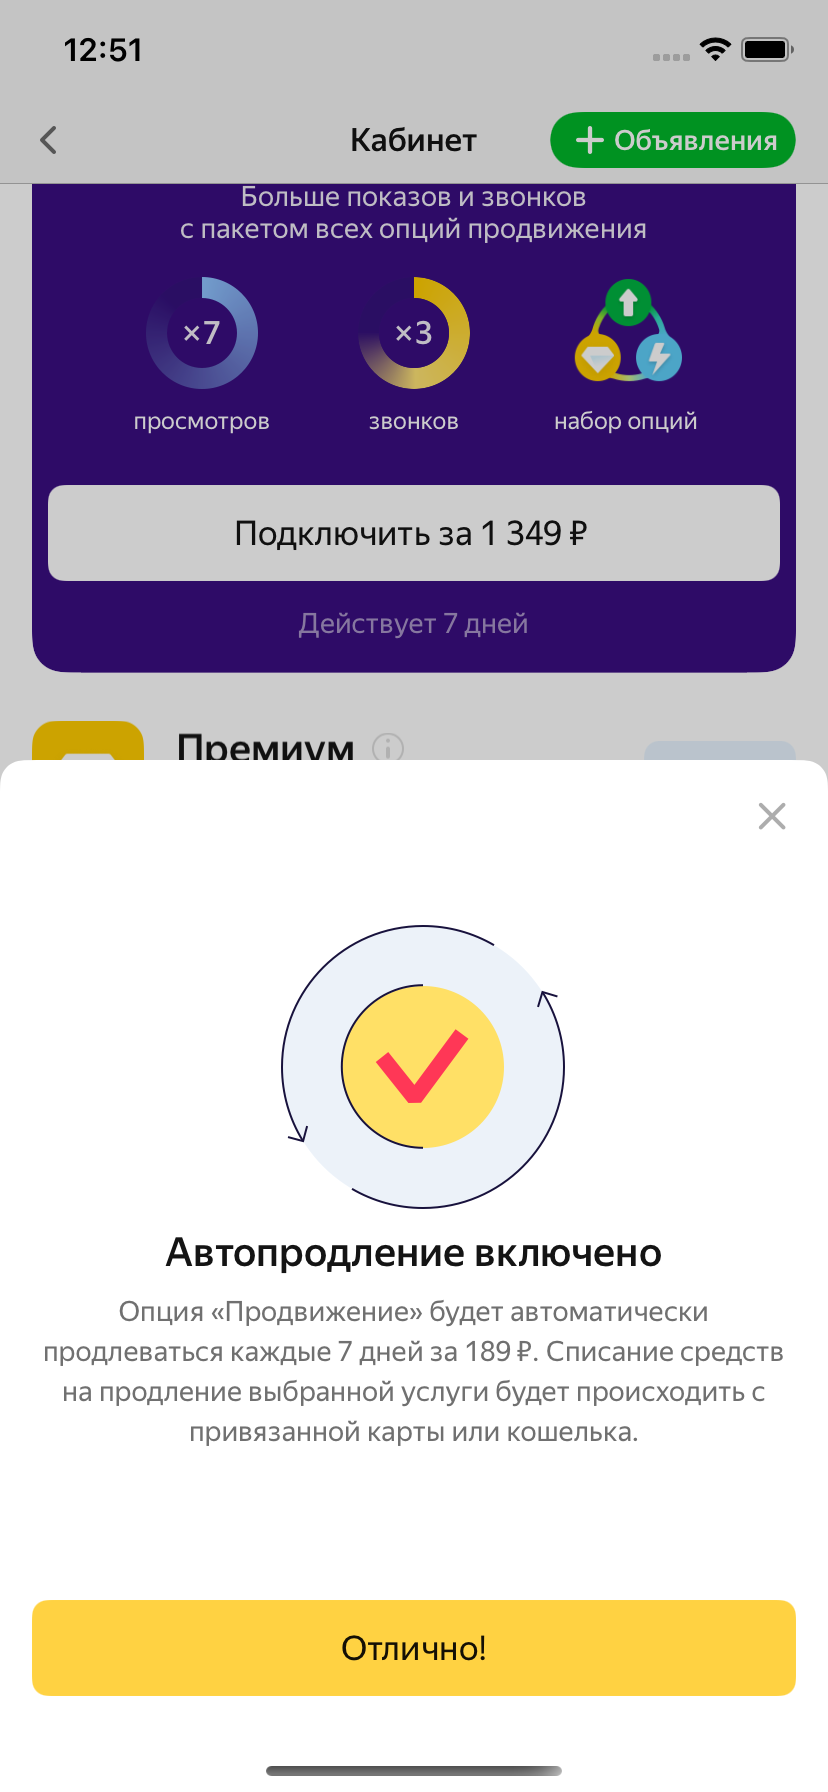 12:51
Кабинет
Объявления
Больше показов и звонков
с пакетом всех опций продвижения
×7
×3
просмотров
звонков
набор опций
Подключить за 1 349 ₽
Действует 7 дней
Премиум
Автопродление включено
Опция «Продвижение» будет автоматически
продлеваться каждые 7 дней за 189 ₽. Списание средств
на продление выбранной услуги будет происходить с
привязанной карты или кошелька.
Отлично!